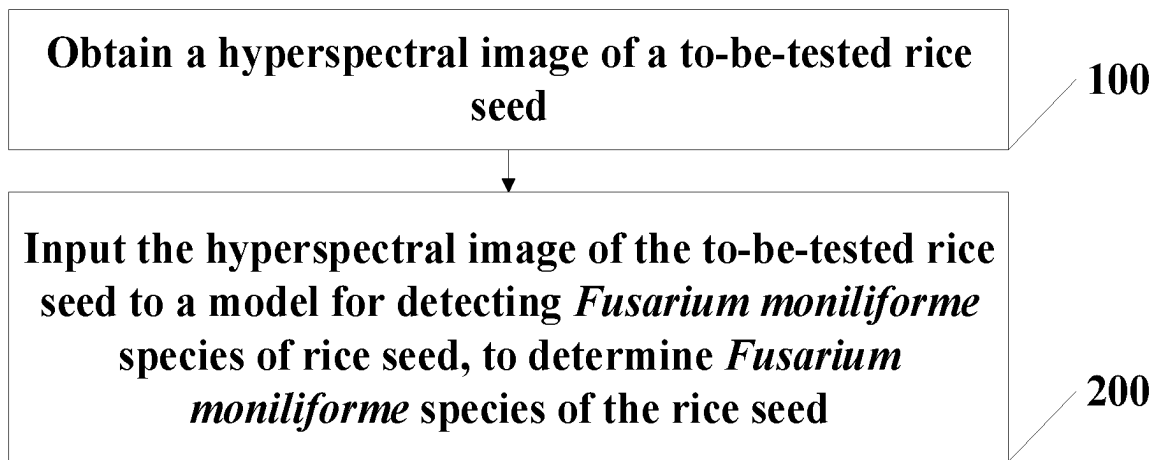 Obtain a hyperspectral image of a to-be-tested rice
seed
100
Input the hyperspectral image of the to-be-tested rice
seed to a model for detecting Fusarium moniliforme
species of rice seed, to determine Fusarium
moniliforme species of the rice seed
200